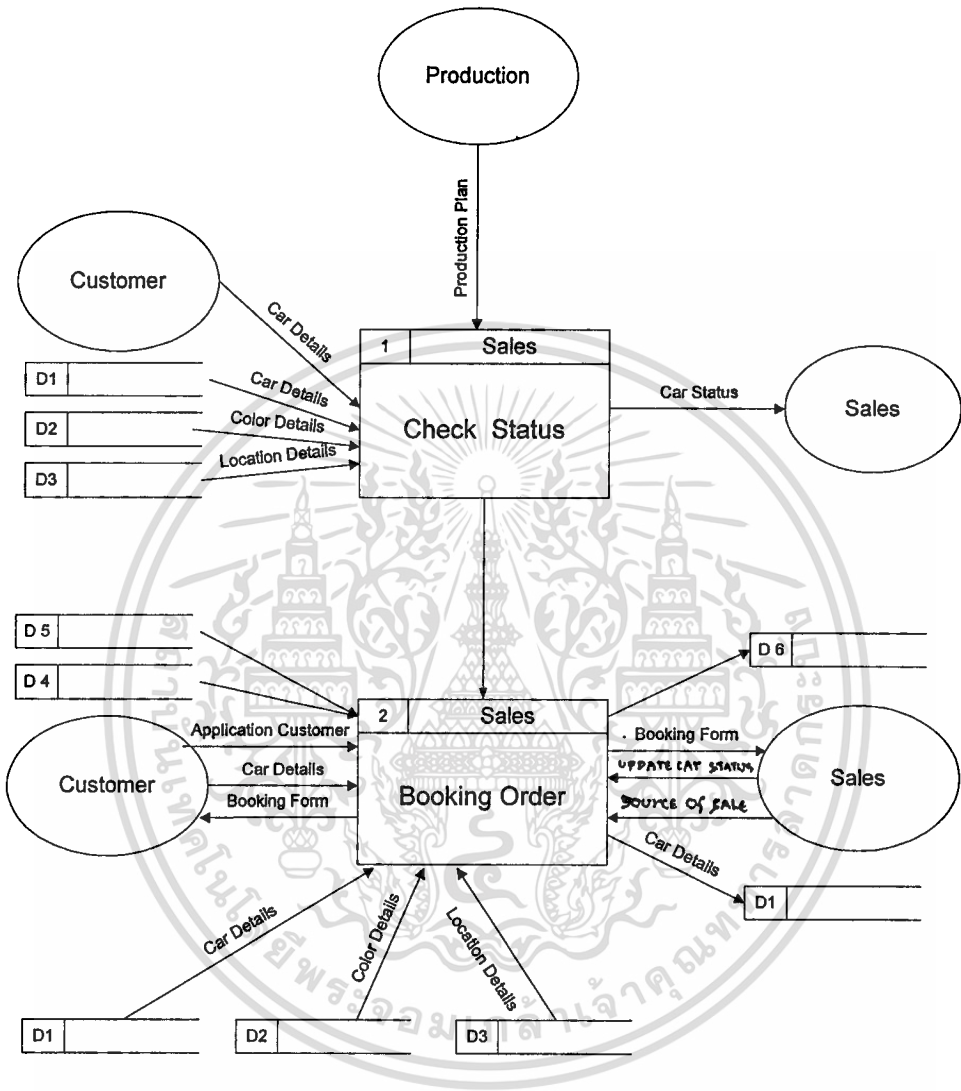 Production
Production Plan
Customer
Car Details
1 Sales
D1
Car Details
Car Status
Sales
D2
Color Details
Check Status
D3
Location Details
D 5
D 6
D 4
2 Sales
Application Customer
Booking Form
Customer
Car Details
UPDATE CAT STATUS
Sales
Booking Form
Booking Order
SOURCE OF SALE
Car Details
D1
Car Details
Color Details
Location Details
D1
D2
D3